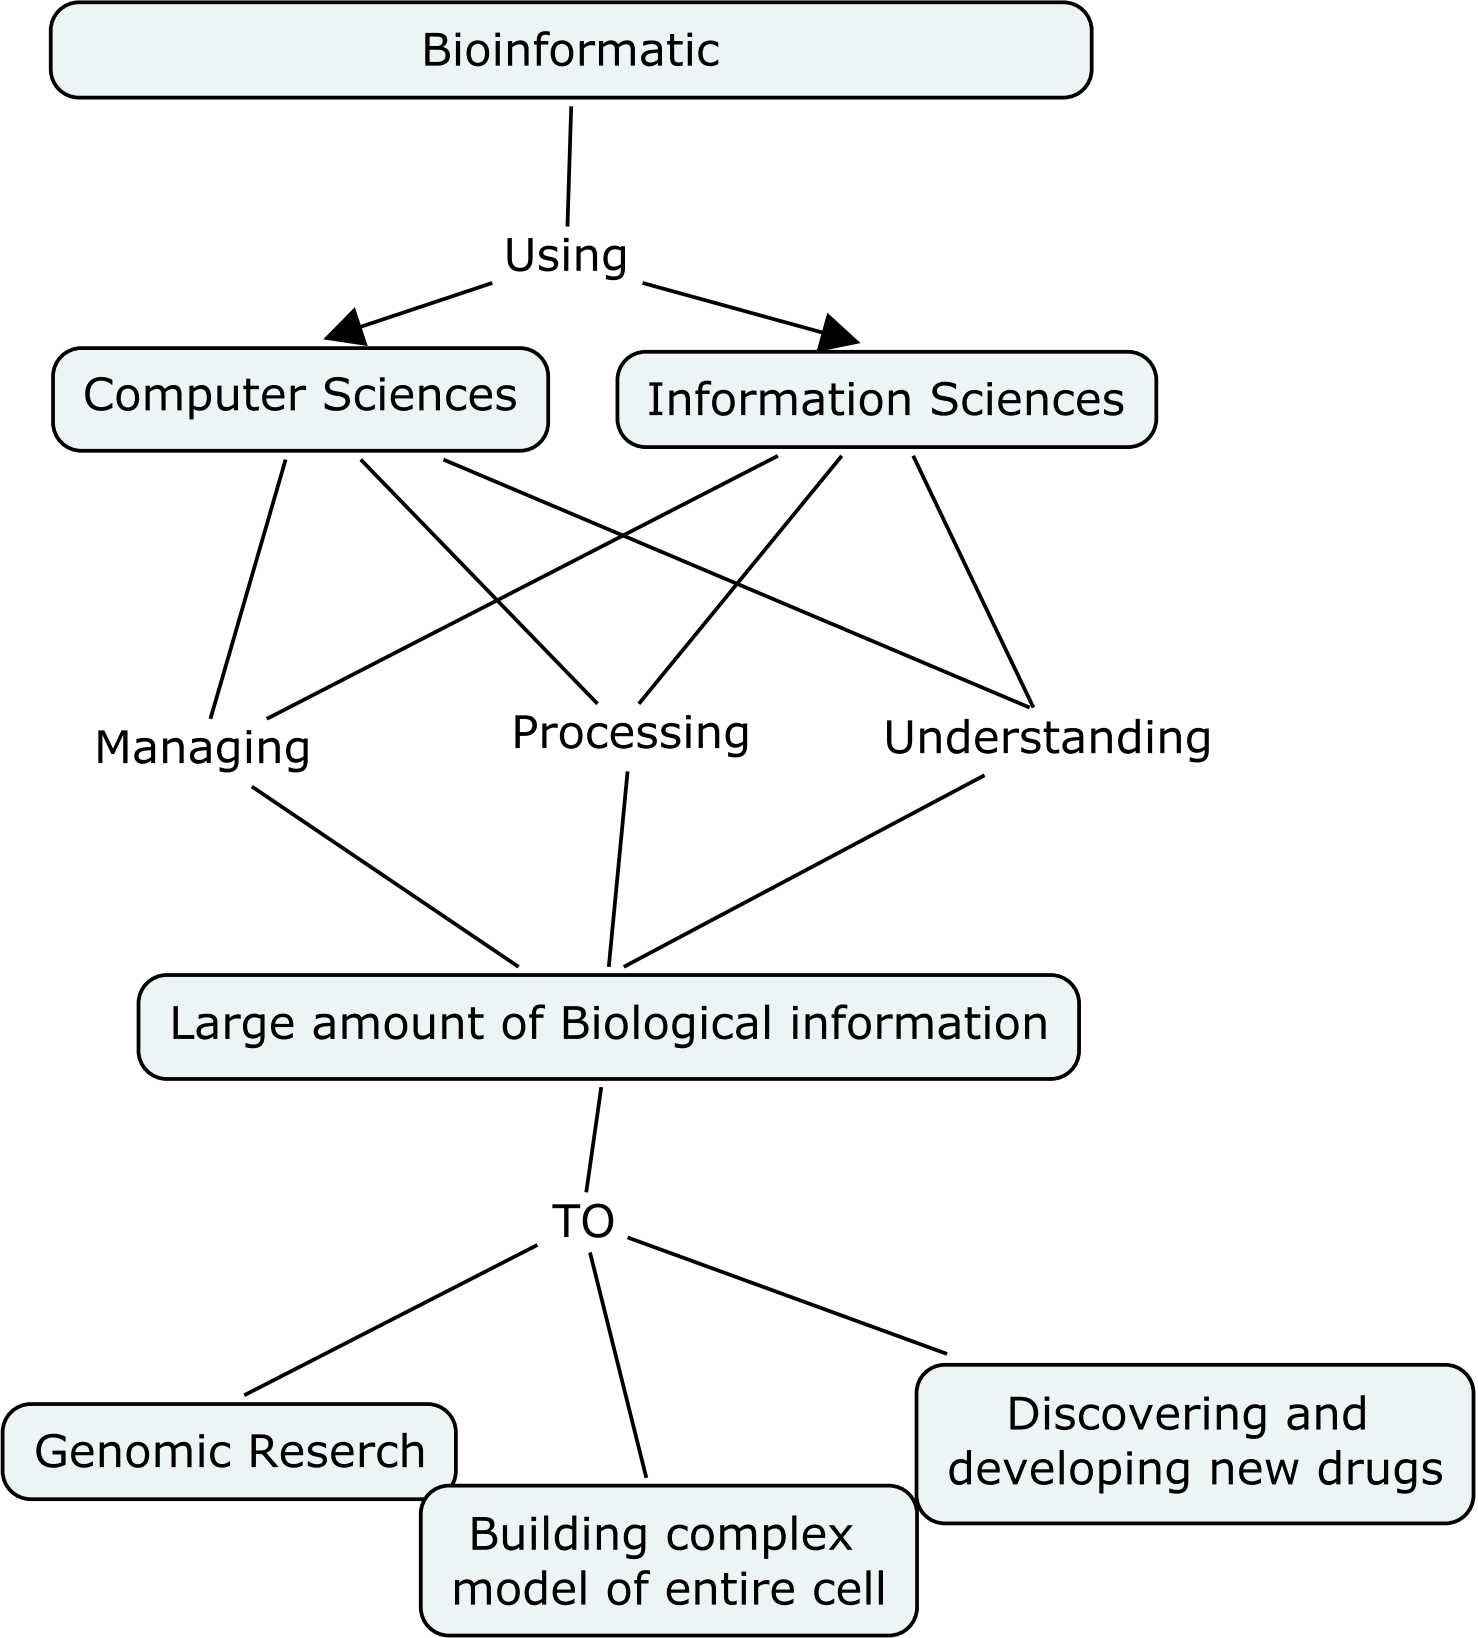 Bioinformatic
Using
Computer Sciences
Information Sciences
Managing
Processing
Understanding
Large amount of Biological information
TO
Genomic Reserch
Building complex
model of entire cell
Discovering and
developing new drugs